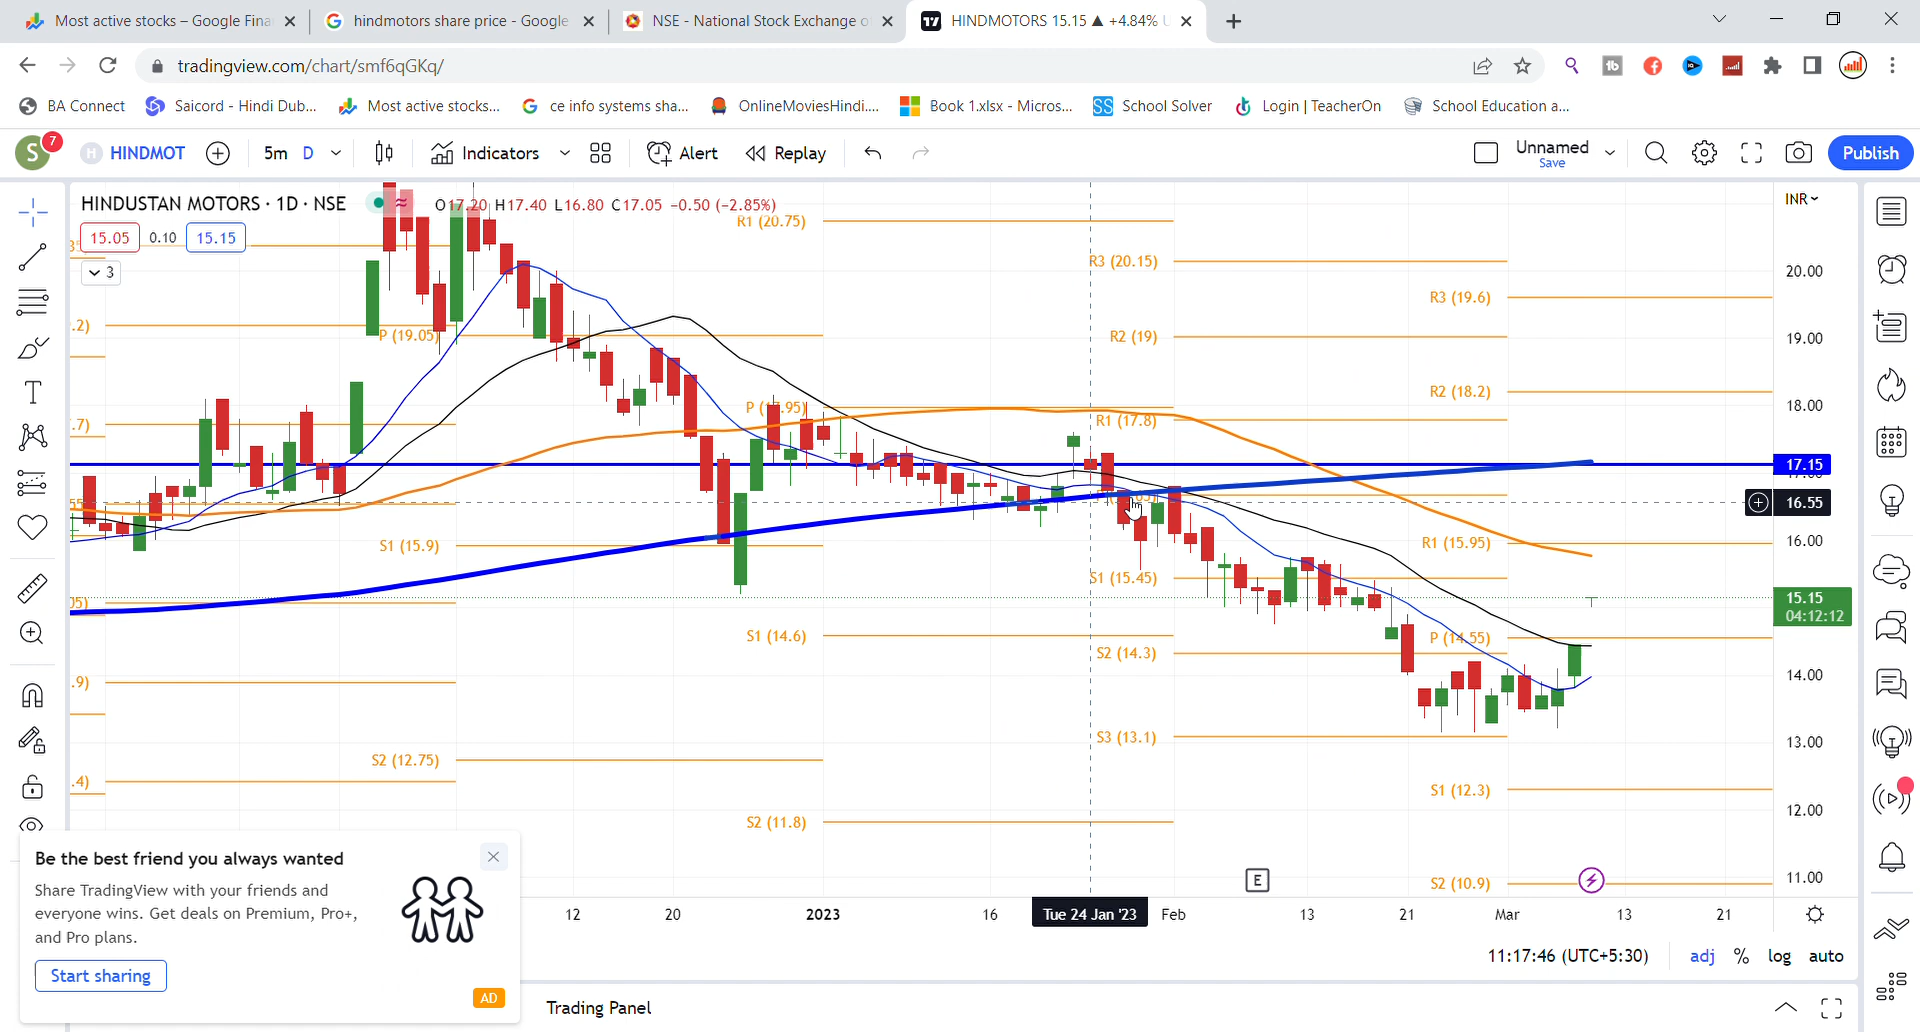 Most active stocks – Google Fina
hindmotors share price - Google
NSE - National Stock Exchange o
HINDMOTORS 15.15 ▲ +4.84% U
tradingview.com/chart/smf6qGKq/
BA Connect
Saicord - Hindi Dub...
Most active stocks...
ce info systems sha...
OnlineMoviesHindi....
Book 1.xlsx - Micros...
SS School Solver
Login | TeacherOn
School Education a...
S 7
H HINDMOT
5m D
Indicators
Alert
Replay
Unnamed
Save
Publish
HINDUSTAN MOTORS · 1D · NSE
O17.20 H17.40 L16.80 C17.05 −0.50 (−2.85%)
INR
15.05 0.10 15.15
3
R1 (20.75)
R3 (20.15)
20.00
R3 (19.6)
.2)
P (19.05)
R2 (19)
19.00
R2 (18.2)
18.00
R1 (17.8)
.7)
17.15
16.55
S1 (15.9)
R1 (15.95)
16.00
S1 (15.45)
05)
15.15
04:12:12
S1 (14.6)
P (14.55)
S2 (14.3)
14.00
.9)
S3 (13.1)
13.00
S2 (12.75)
.4)
S1 (12.3)
12.00
S2 (11.8)
E
S2 (10.9)
11.00
12
20
2023
16
Tue 24 Jan '23
Feb
13
21
Mar
13
21
Be the best friend you always wanted
Share TradingView with your friends and
everyone wins. Get deals on Premium, Pro+,
and Pro plans.
Start sharing
AD
11:17:46 (UTC+5:30)
adj
%
log
auto
Trading Panel